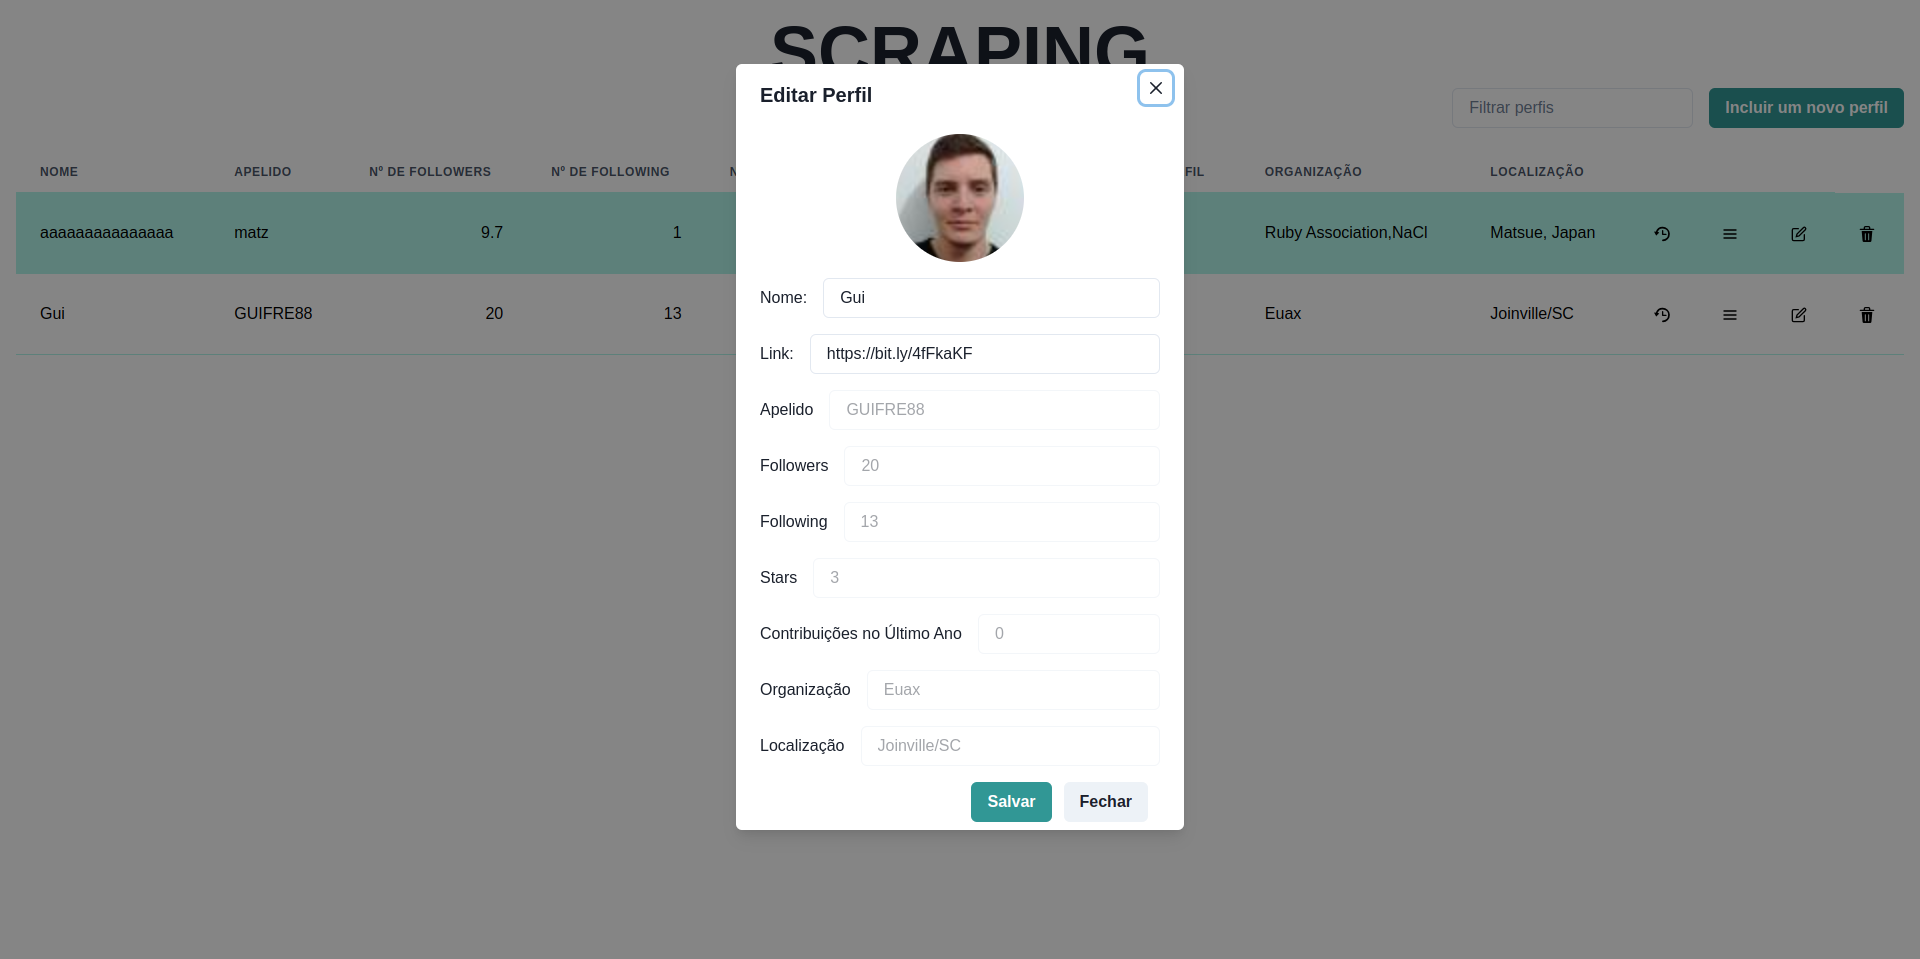 SCRAPING
Editar Perfil
Filtrar perfis
Incluir um novo perfil
NOME APELIDO Nº DE FOLLOWERS Nº DE FOLLOWING N FIL ORGANIZAÇÃO LOCALIZAÇÃO
aaaaaaaaaaaaaaa matz 9.7 1 Ruby Association,NaCl Matsue, Japan
Gui GUIFRE88 20 13 Euax Joinville/SC
Nome: Gui
Link: https://bit.ly/4fFkaKF
Apelido GUIFRE88
Followers 20
Following 13
Stars 3
Contribuições no Último Ano 0
Organização Euax
Localização Joinville/SC
Salvar Fechar